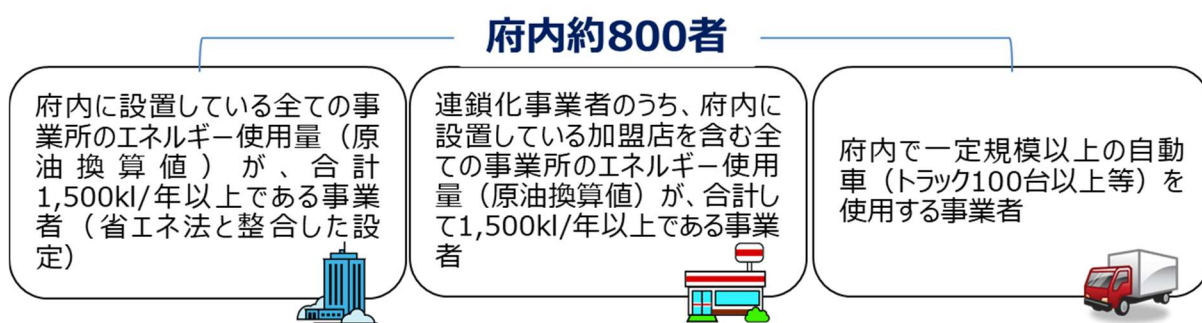 府内約800者
府内に設置している全ての事
業所のエネルギー使用量（原
油換算値）が、合計
1,500kl/年以上である事業
者（省エネ法と整合した設
定）
連鎖化事業者のうち、府内に
設置している加盟店を含む全
ての事業所のエネルギー使用
量（原油換算値）が、合計し
て1,500kl/年以上である事業
者
府内で一定規模以上の自動
車（トラック100台以上等）を
使用する事業者